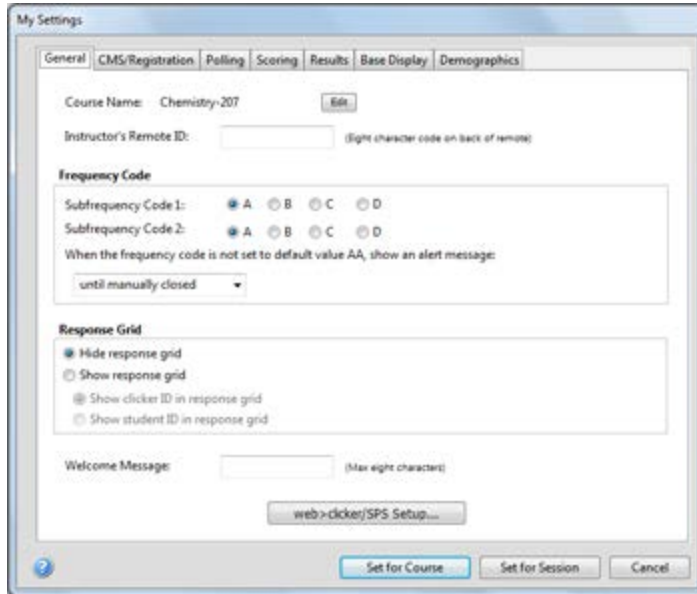 My Settings
General CMS/Registration Polling Scoring Results Base Display Demographics
Course Name: Chemistry-207 Edit
Instructor's Remote ID: (Eight character code on back of remote)
Frequency Code
Subfrequency Code 1: A B C D
Subfrequency Code 2: A B C D
When the frequency code is not set to default value AA, show an alert message:
until manually closed
Response Grid
Hide response grid
Show response grid
Show clicker ID in response grid
Show student ID in response grid
Welcome Message: (Max eight characters)
web>clicker/SPS Setup....
? Set for Course Set for Session Cancel